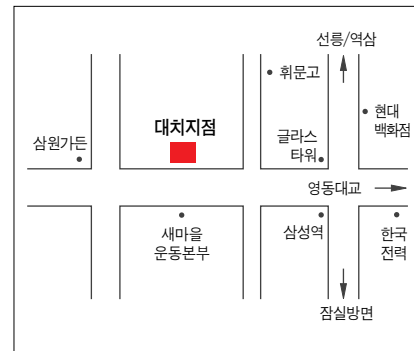 선릉/역삼
휘문고
현대
백화점
대치지점
글라스
타워
삼원가든
영동대교
새마을
운동본부
삼성역
한국
전력
잠실방면